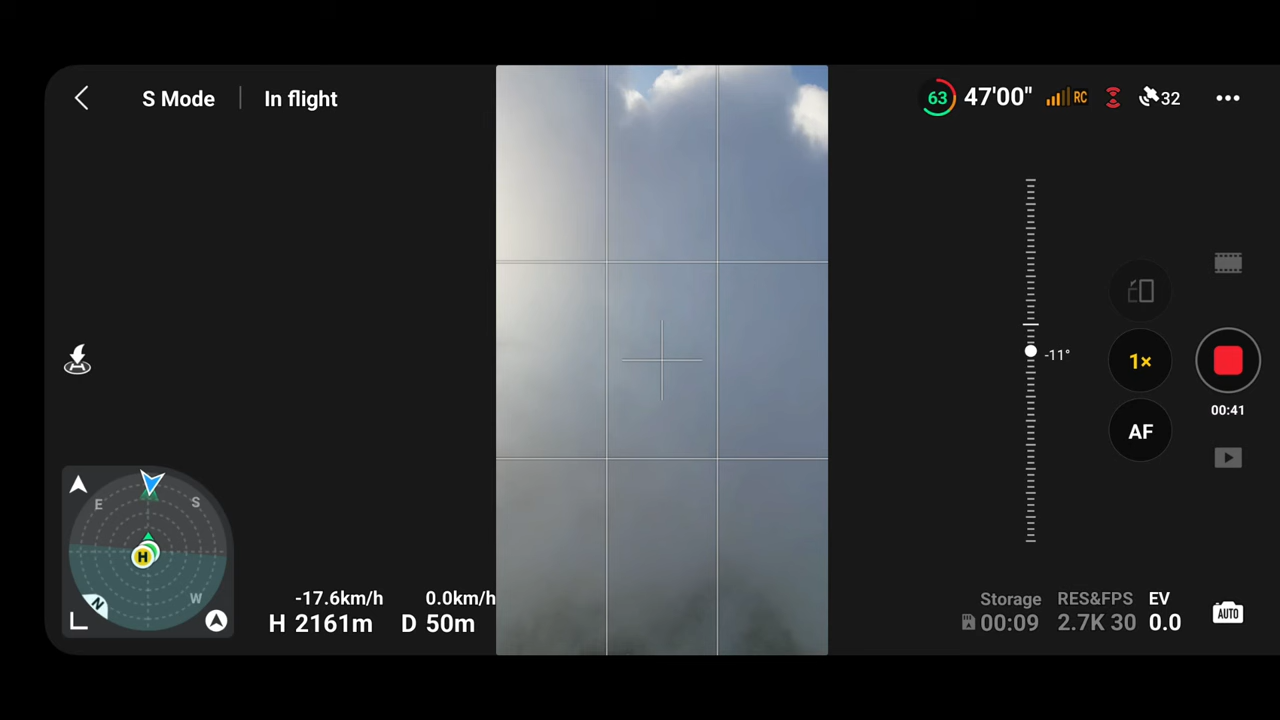 S Mode | In flight
63 47'00" RC 32 •••
-11°
1×
AF
00:41
E S
H
N W
-17.6km/h 0.0km/h
H 2161m D 50m
Storage RES&FPS EV
00:09 2.7K 30 0.0
AUTO